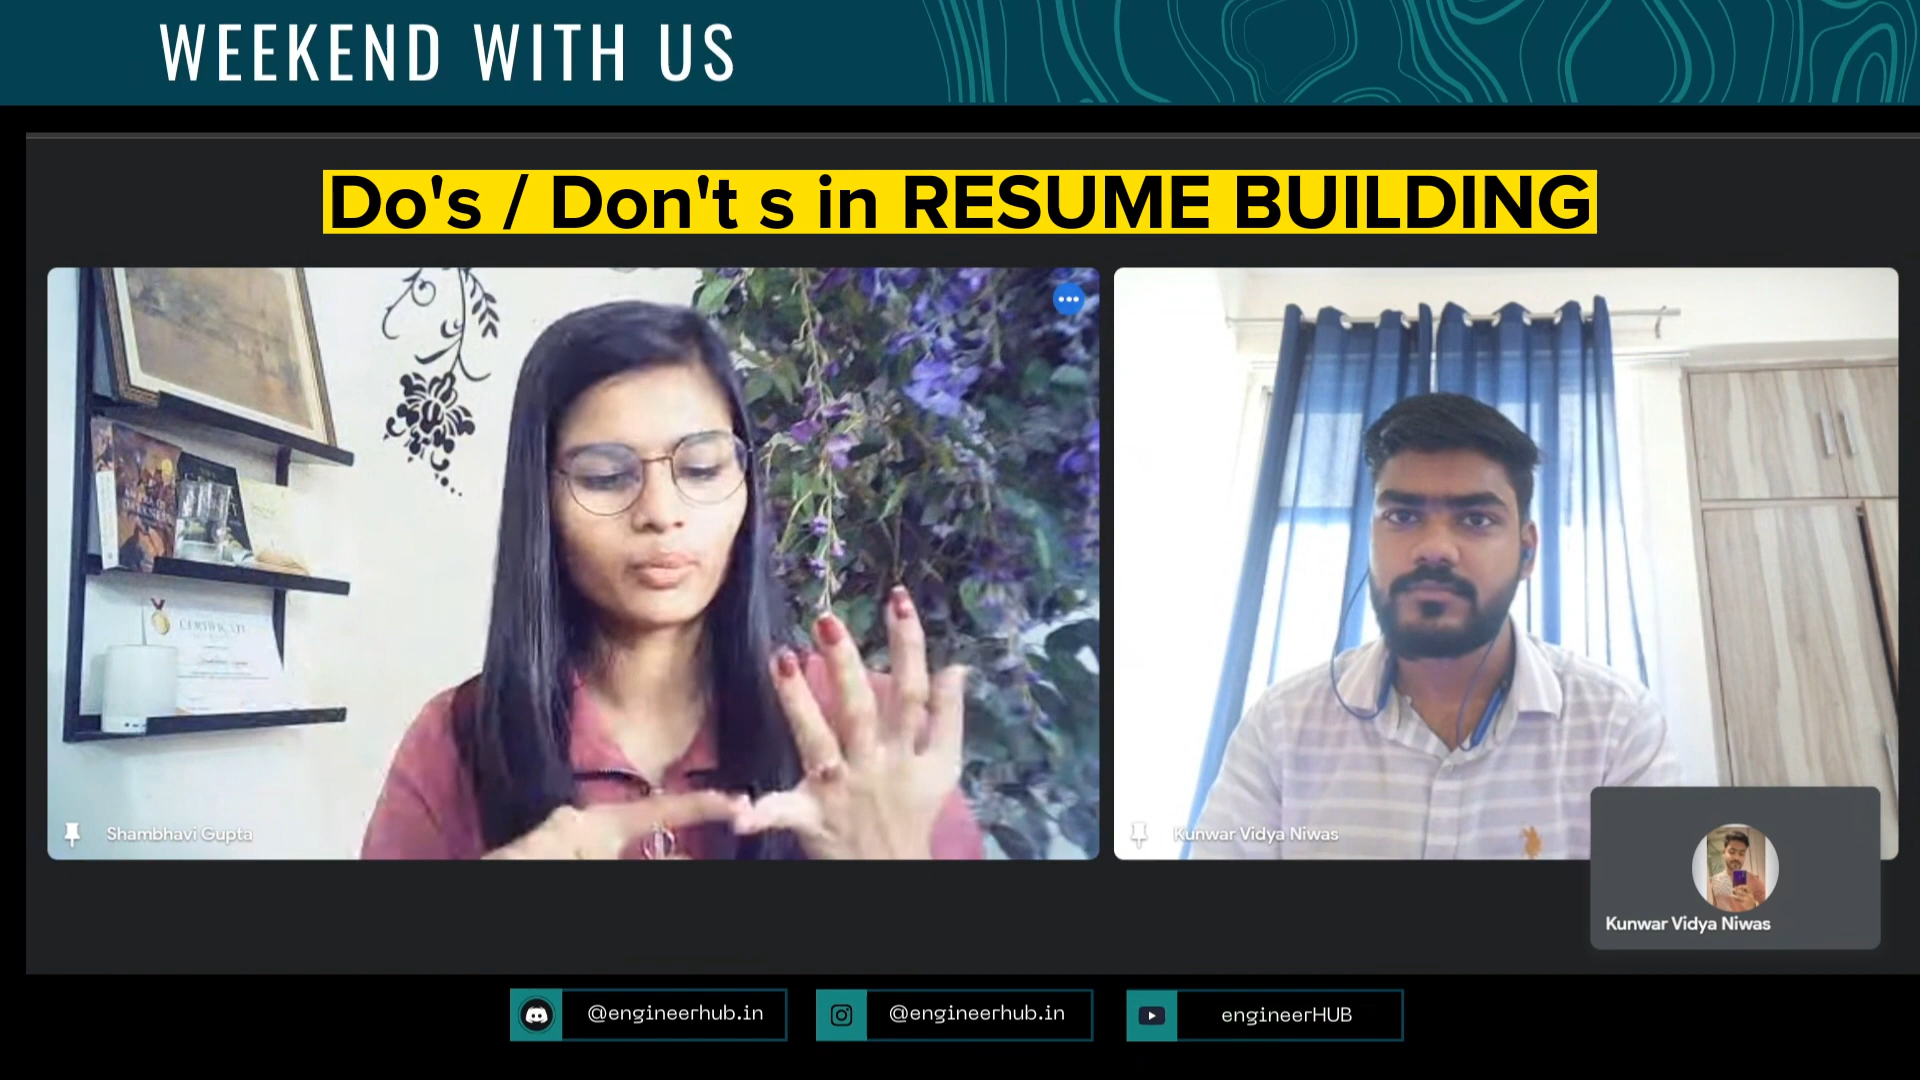 WEEKEND WITH US
Do's / Don't s in RESUME BUILDING
Shambhavi Gupta
Kunwar Vidya Niwas
Kunwar Vidya Niwas
@engineerhub.in
@engineerhub.in
engineerHUB